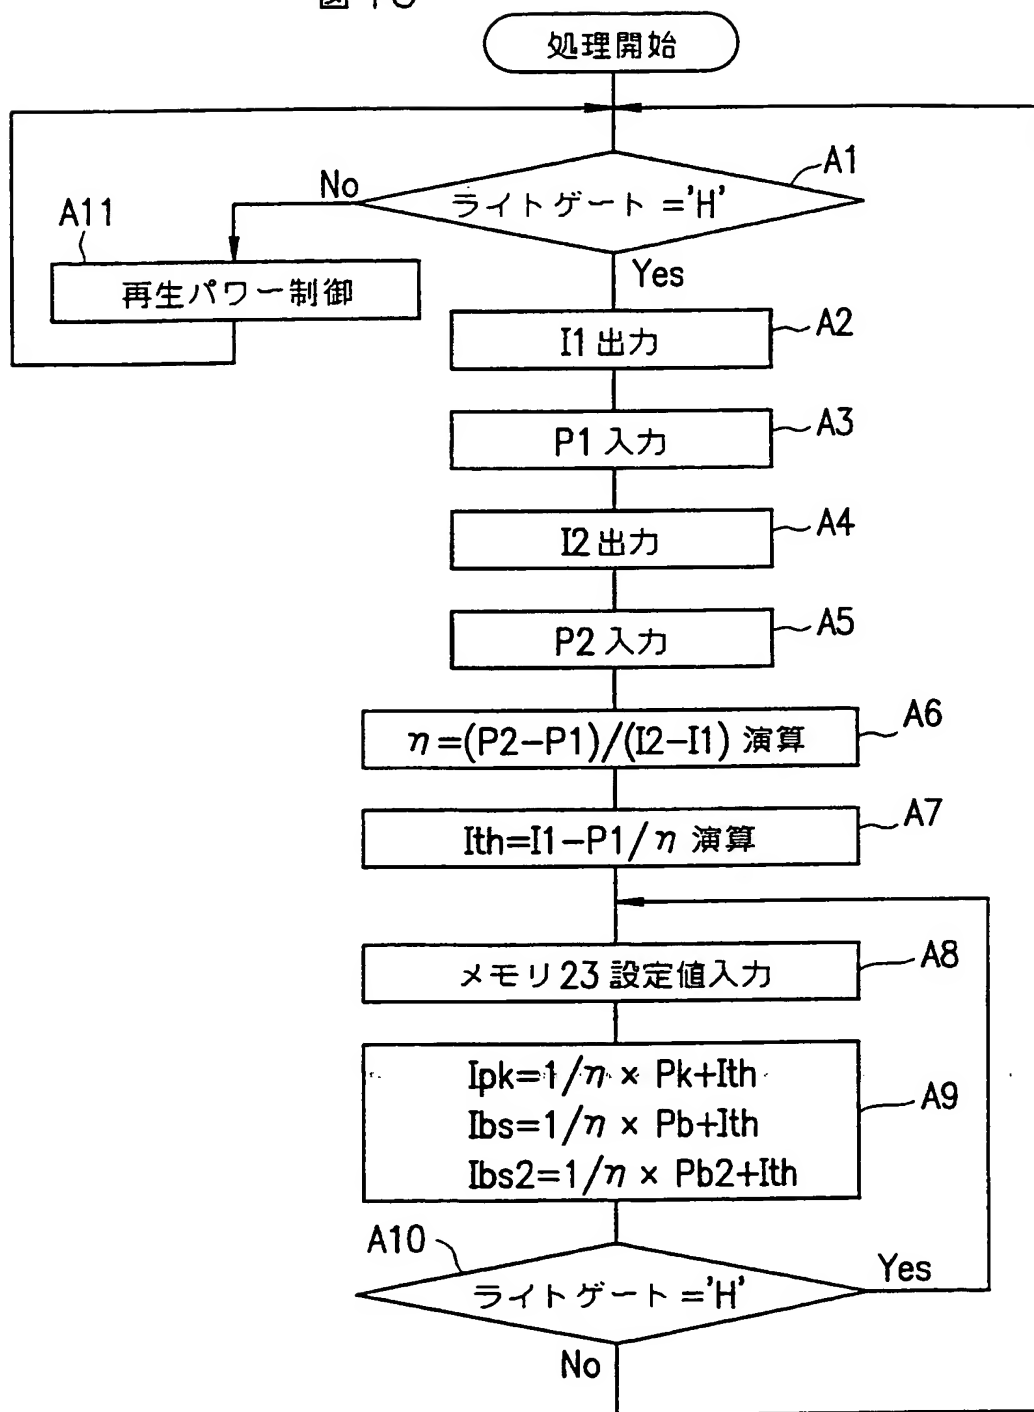 処理開始
A1
ライトゲート='H'
No
Yes
A11
再生パワー制御
I1 出力
A2
P1 入力
A3
I2 出力
A4
P2 入力
A5
η=(P2-P1)/(I2-I1) 演算
A6
Ith=I1-P1/η 演算
A7
メモリ23 設定値入力
A8
Ipk=1/η × Pk+Ith
Ibs=1/η × Pb+Ith
Ibs2=1/η × Pb2+Ith
A9
A10
ライトゲート='H'
Yes
No